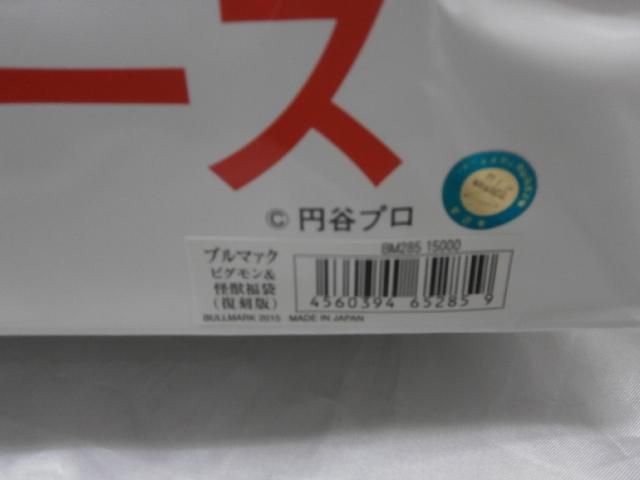 ース
© 円谷プロ
ブルマァク
ピグモン&
怪獣福袋
(復刻版)
BULLMARK 2015 MADE IN JAPAN
BM285 15000
4560394 65285 9